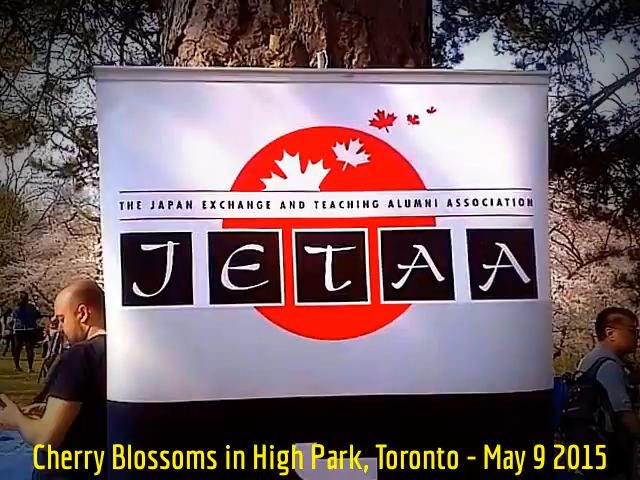 THE JAPAN EXCHANGE AND TEACHING ALUMNI ASSOCIATION
JETAA
Cherry Blossoms in High Park, Toronto - May 9 2015